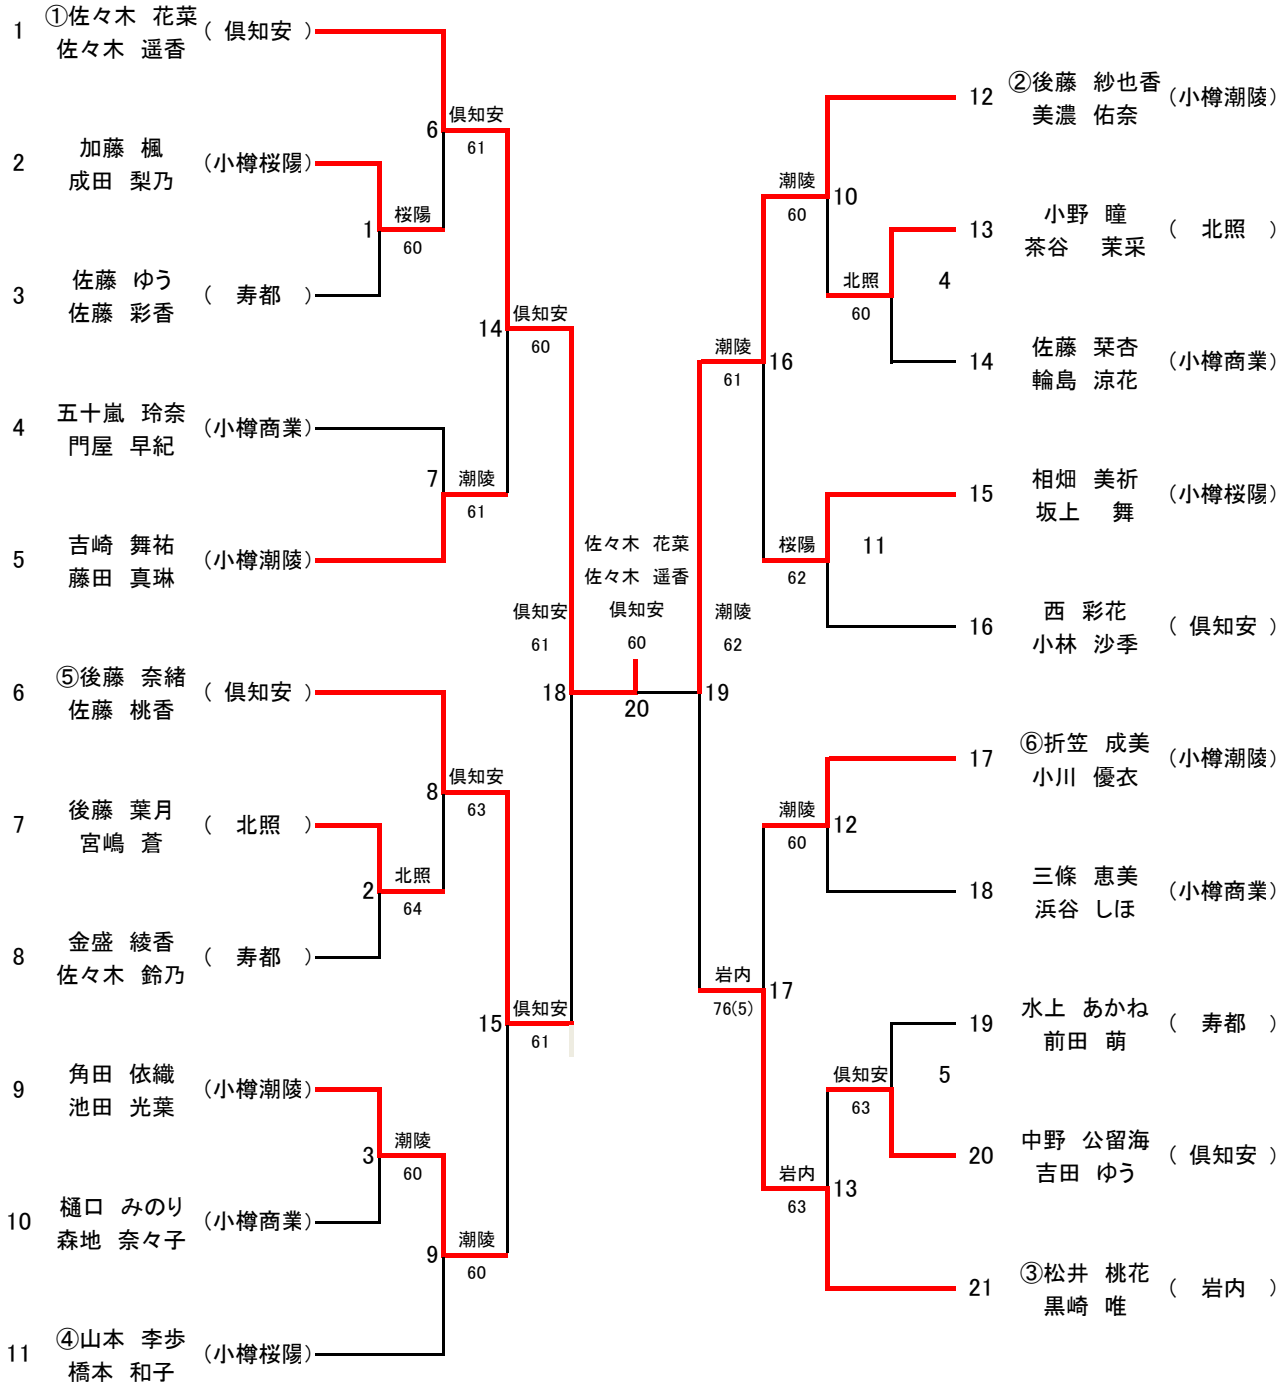 1 ①佐々木 花菜
佐々木 遥香 ( 倶知安 )
2 加藤 楓
成田 梨乃 (小樽桜陽)
3 佐藤 ゆう
佐藤 彩香 ( 寿都 )
4 五十嵐 玲奈
門屋 早紀 (小樽商業)
5 吉崎 舞祐
藤田 真琳 (小樽潮陵)
6 ⑤後藤 奈緒
佐藤 桃香 ( 倶知安 )
7 後藤 葉月
宮嶋 蒼 ( 北照 )
8 金盛 綾香
佐々木 鈴乃 ( 寿都 )
9 角田 依織
池田 光葉 (小樽潮陵)
10 樋口 みのり
森地 奈々子 (小樽商業)
11 ④山本 李歩
橋本 和子 (小樽桜陽)
1 桜陽
60
2 北照
64
3 潮陵
60
6 倶知安
61
7 潮陵
61
8 倶知安
63
9 潮陵
60
14 倶知安
60
15 倶知安
61
倶知安
61
18
佐々木 花菜
佐々木 遥香
倶知安
60
20
潮陵
62
19
潮陵
61
16
岩内
76(5)
17
潮陵
60
10
桜陽
62
11
潮陵
60
12
岩内
63
13
北照
60
4
倶知安
63
5
12 ②後藤 紗也香
美濃 佑奈 (小樽潮陵)
13 小野 瞳
茶谷 茉采 ( 北照 )
14 佐藤 栞杏
輪島 涼花 (小樽商業)
15 相畑 美祈
坂上 舞 (小樽桜陽)
16 西 彩花
小林 沙季 ( 倶知安 )
17 ⑥折笠 成美
小川 優衣 (小樽潮陵)
18 三條 恵美
浜谷 しほ (小樽商業)
19 水上 あかね
前田 萌 ( 寿都 )
20 中野 公留海
吉田 ゆう ( 倶知安 )
21 ③松井 桃花
黒崎 唯 ( 岩内 )